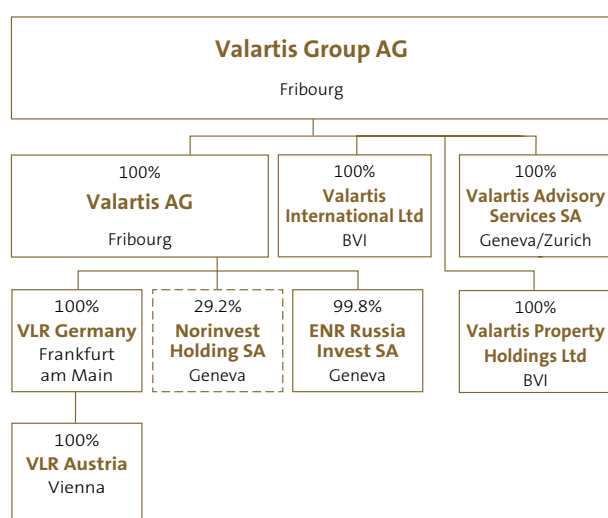 Valartis Group AG
Fribourg
100%
Valartis AG
Fribourg
100%
Valartis
International Ltd
BVI
100%
Valartis Advisory
Services SA
Geneva/Zurich
100%
VLR Germany
Frankfurt
am Main
29.2%
Norinvest
Holding SA
Geneva
99.8%
ENR Russia
Invest SA
Geneva
100%
Valartis Property
Holdings Ltd
BVI
100%
VLR Austria
Vienna